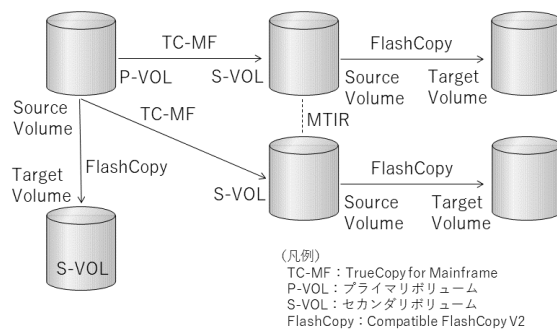 TC-MF
FlashCopy
P-VOL
S-VOL
Source
Volume
Target
Volume
Source
Volume
TC-MF
MTIR
FlashCopy
FlashCopy
Target
Volume
S-VOL
Source
Volume
Target
Volume
S-VOL
(凡例)
TC-MF：TrueCopy for Mainframe
P-VOL：プライマリボリューム
S-VOL：セカンダリボリューム
FlashCopy：Compatible FlashCopy V2